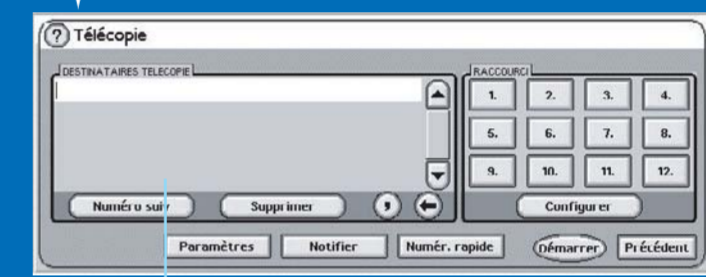 ? Télécopie
DESTINATAIRES TELECOPIE
RACCOURCI
1. 2. 3. 4.
5. 6. 7. 8.
9. 10. 11. 12.
Numéro suiv Supprimer , Configurer
Paramètres Notifier Numér. rapide Démarrer Précédent